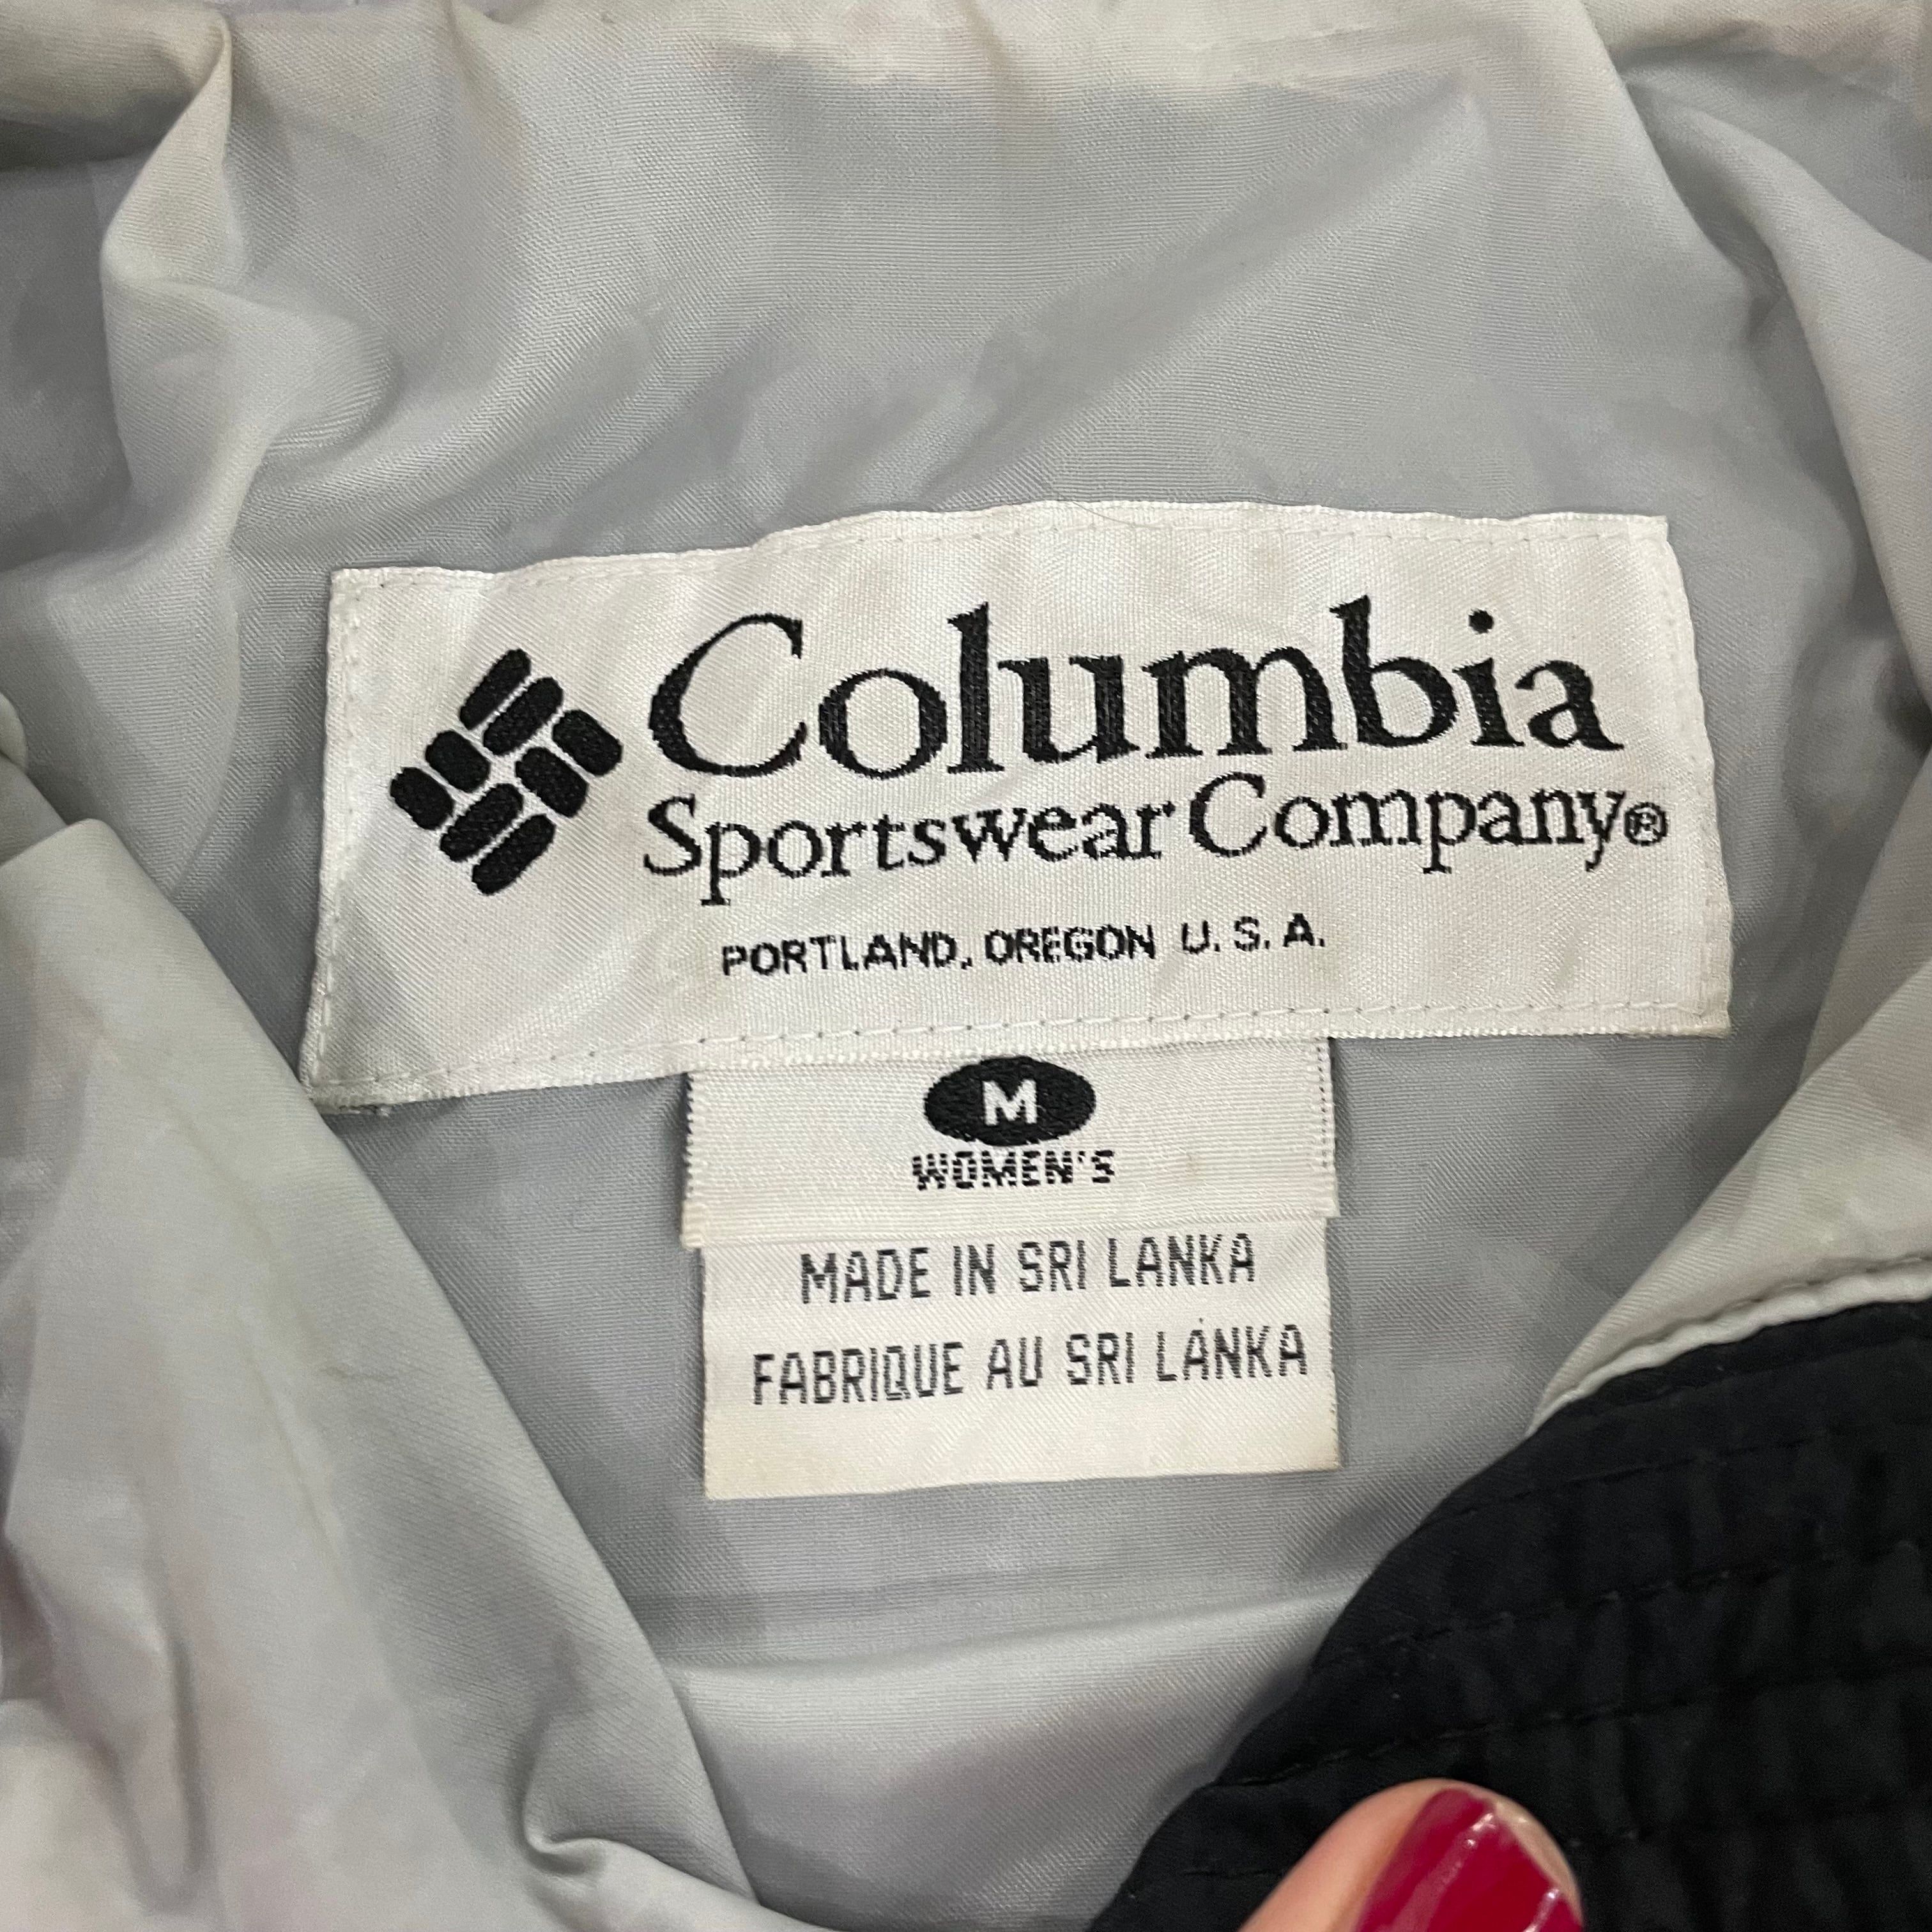 Columbia
Sportswear Company®
PORTLAND, OREGON U.S.A.
M
WOMEN'S
MADE IN SRI LANKA
FABRIQUE AU SRI LANKA